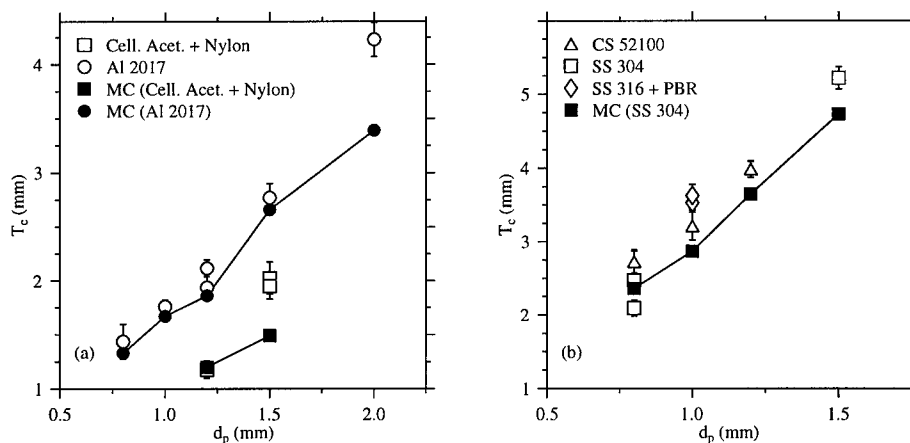 Cell. Acet. + Nylon
Al 2017
MC (Cell. Acet. + Nylon)
MC (Al 2017)
4
3
2
1
T_c (mm)
(a)
0.5 1.0 1.5 2.0
d_p (mm)
CS 52100
SS 304
SS 316 + PBR
MC (SS 304)
5
4
3
2
1
T_c (mm)
(b)
0.5 1.0 1.5
d_p (mm)